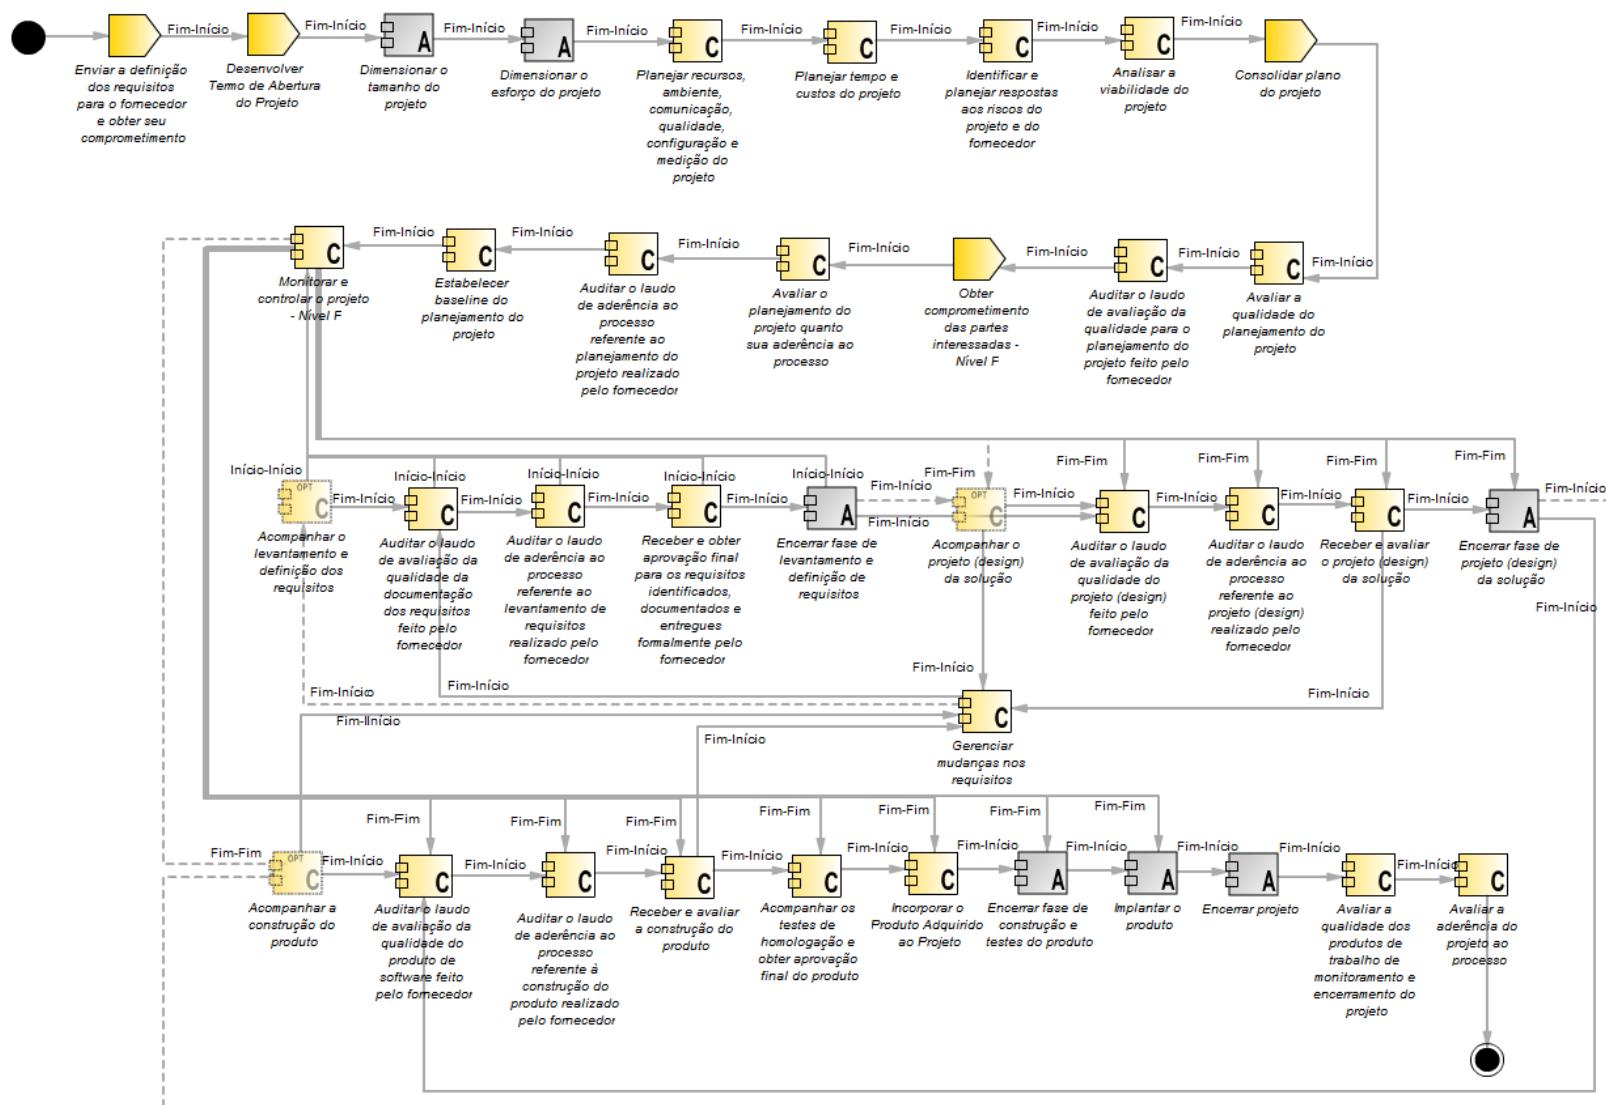 Fim-Início
Fim-Início
Fim-Início
Fim-Início
Fim-Início
Fim-Início
Fim-Início
Fim-Início
A
A
C
C
C
C
Enviar a definição
dos requisitos
para o fornecedor
e obter seu
comprometimento
Desenvolver
Termo de Abertura
do Projeto
Dimensionar o
tamanho do
projeto
Dimensionar o
esforço do projeto
Planejar recursos,
ambiente,
comunicação,
qualidade,
configuração e
medição do
projeto
Planejar tempo e
custos do projeto
Identificar e
planejar respostas
aos riscos do
projeto e do
fornecedor
Analisar a
viabilidade do
projeto
Consolidar plano
do projeto
Fim-Início
Fim-Início
Fim-Início
Fim-Início
Fim-Início
Fim-Início
Fim-Início
Fim-Início
C
C
C
C
C
C
Monitorar e
controlar o projeto
- Nível F
Estabelecer
baseline do
planejamento do
projeto
Auditar o laudo
de aderência ao
processo
referente ao
planejamento do
projeto realizado
pelo fornecedor
Avaliar o
planejamento do
projeto quanto
sua aderência ao
processo
Obter
comprometimento
das partes
interessadas -
Nível F
Auditar o laudo
de avaliação da
qualidade para o
planejamento do
projeto feito pelo
fornecedor
Avaliar a
qualidade do
planejamento do
projeto
Início-Início
Início-Início
Início-Início
Início-Início
Início-Início
Fim-Fim
Fim-Fim
Fim-Fim
Fim-Fim
Fim-Fim
OPT
C
Fim-Início
C
Fim-Início
C
Fim-Início
C
Fim-Início
A
Fim-Início
Fim-Início
OPT
C
Fim-Início
C
Fim-Início
C
Fim-Início
C
Fim-Início
A
Fim-Início
Fim-Início
Acompanhar o
levantamento e
definição dos
requisitos
Auditar o laudo
de avaliação da
qualidade da
documentação
dos requisitos
feito pelo
fornecedor
Auditar o laudo
de aderência ao
processo
referente ao
levantamento de
requisitos
realizado pelo
fornecedor
Receber e obter
aprovação final
para os requisitos
identificados,
documentados e
entregues
formalmente pelo
fornecedor
Encerrar fase de
levantamento e
definição de
requisitos
Acompanhar o
projeto (design)
da solução
Auditar o laudo
de avaliação da
qualidade do
projeto (design)
feito pelo
fornecedor
Auditar o laudo
de aderência ao
processo
referente ao
projeto (design)
realizado pelo
fornecedor
Receber e avaliar
o projeto (design)
da solução
Encerrar fase de
projeto (design)
da solução
Fim-Início
Fim-Início
Fim-Início
Fim-Início
Fim-IInício
Fim-Início
C
Gerenciar
mudanças nos
requisitos
Fim-Fim
Fim-Fim
Fim-Fim
Fim-Fim
Fim-Fim
Fim-Fim
Fim-Fim
Fim-Fim
OPT
C
Fim-Início
C
Fim-Início
C
Fim-Início
C
Fim-Início
C
Fim-Início
C
Fim-Início
A
Fim-Início
A
Fim-Início
A
Fim-Início
C
Fim-Início
C
Acompanhar a
construção do
produto
Auditar o laudo
de avaliação da
qualidade do
produto de
software feito
pelo fornecedor
Auditar o laudo
de aderência ao
processo
referente à
construção do
produto realizado
pelo fornecedor
Receber e avaliar
a construção do
produto
Acompanhar os
testes de
homologação e
obter aprovação
final do produto
Incorporar o
Produto Adquirido
ao Projeto
Encerrar fase de
construção e
testes do produto
Implantar o
produto
Encerrar projeto
Avaliar a
qualidade dos
produtos de
trabalho de
monitoramento e
encerramento do
projeto
Avaliar a
aderência do
projeto ao
processo